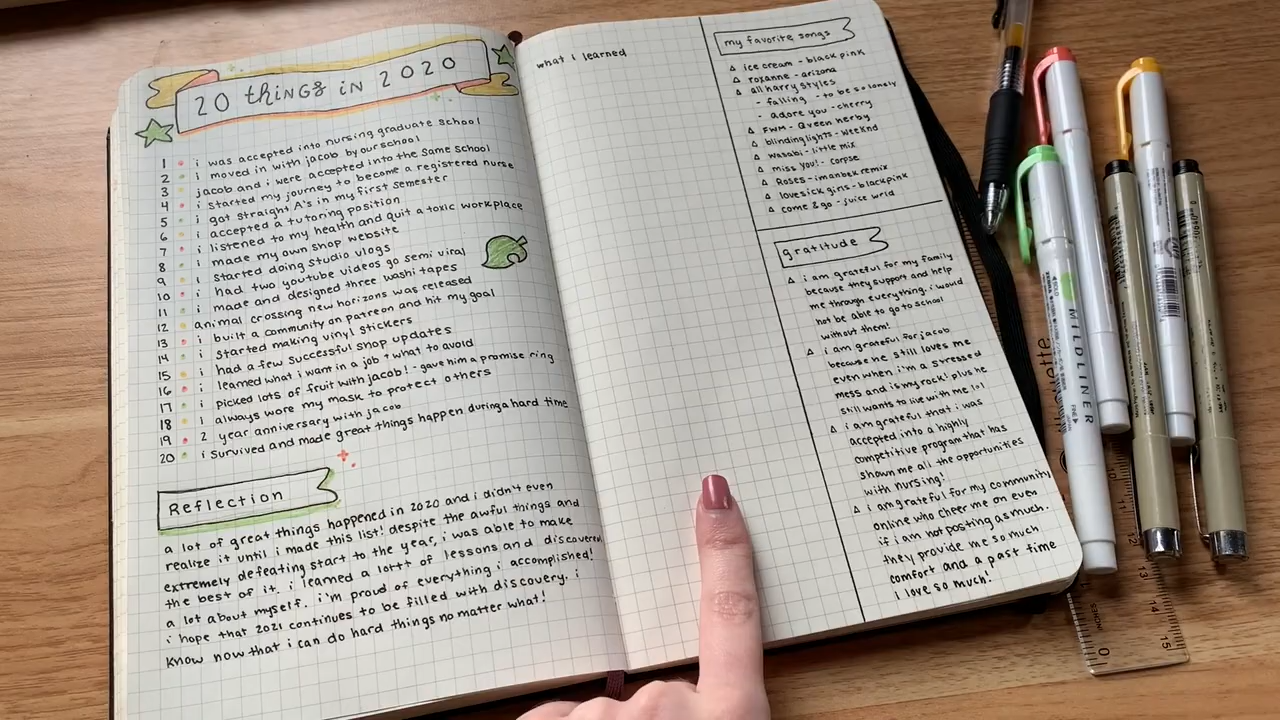 20 things in 2020
1 i was accepted into nursing graduate school
2 i moved in with jacob by our school
3 jacob and i were accepted into the same school
4 i started my journey to become a registered nurse
5 i got straight A's in my first semester
6 i accepted a tutoring position
7 i listened to my health and quit a toxic workplace
8 i made my own shop website
9 i started doing studio vlogs
10 i had two youtube videos go semi viral
11 i made and designed three washi tapes
12 animal crossing new horizons was released
13 i built a community on patreon and hit my goal
14 i started making vinyl stickers
15 i had a few successful shop updates
16 i learned what i want in a job + what to avoid
17 i picked lots of fruit with jacob! - gave him a promise ring
18 i always wore my mask to protect others
19 2 year anniversary with jacob
20 i survived and made great things happen during a hard time
Reflection
a lot of great things happened in 2020 and i didn't even
realize it until i made this list! despite the awful things and
extremely defeating start to the year, i was able to make
the best of it. i learned a lottt of lessons and discovered
a lot about myself. i'm proud of everything i accomplished!
i hope that 2021 continues to be filled with discovery. i
know now that i can do hard things no matter what!
what i learned
my favorite songs
ice cream - blackpink
roxanne - arizona
all harry styles
- falling - to be so lonely
- adore you - cherry
FWM - Queen herby
blinding lights - weeknd
wasabi - little mix
miss you! - corpse
Roses - imanbek remix
lovesick girls - blackpink
come & go - juice wrld
gratitude
i am grateful for my family
because they support and help
me through everything. i would
not be able to go to school
without them!
i am grateful for jacob
because he still loves me
even when i'm a stressed
mess and is my rock! plus he
still wants to live with me lol
i am grateful that i was
accepted into a highly
competitive program that has
shown me all the opportunities
with nursing!
i am grateful for my community
online who cheer me on even
if i am not posting as much.
they provide me so much
comfort and a past time
i love so much!
MILDLINER
10
11
12
13
14
15
0